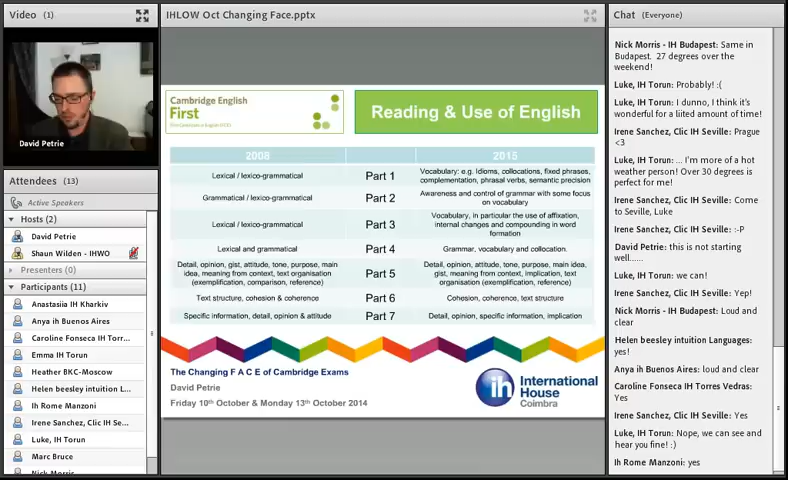 Video (1)
David Petrie
Attendees (13)
Active Speakers
Hosts (2)
David Petrie
Shaun Wilden - IHWO
Presenters (0)
Participants (11)
Anastasiia IH Kharkiv
Anya ih Buenos Aires
Caroline Fonseca IH Torr...
Emma IH Torun
Heather BKC-Moscow
Helen beesley intuition L...
Ih Rome Manzoni
Irene Sanchez, Clic IH Se...
Luke, IH Torun
Marc Bruce
Nick Morris
IHLOW Oct Changing Face.pptx
Cambridge English
First
Reading & Use of English
2008 2015
Lexical / lexico-grammatical Part 1 Vocabulary: e.g. Idioms, collocations, fixed phrases,
complementation, phrasal verbs, semantic precision
Grammatical / lexico-grammatical Part 2 Awareness and control of grammar with some focus
on vocabulary
Lexical / lexico-grammatical Part 3 Vocabulary, in particular the use of affixation,
internal changes and compounding in word
formation
Lexical and grammatical Part 4 Grammar, vocabulary and collocation.
Detail, opinion, gist, attitude, tone, purpose, main
idea, meaning from context, text organisation
(exemplification, comparison, reference)
Part 5
Detail, opinion, attitude, tone, purpose, main idea,
gist, meaning from context, implication, text
organisation (exemplification, reference)
Text structure, cohesion & coherence Part 6 Cohesion, coherence, text structure
Specific information, detail, opinion & attitude Part 7 Detail, opinion, specific information, implication
The Changing F A C E of Cambridge Exams
David Petrie
Friday 10th October & Monday 13th October 2014
ih International
House
Coimbra
Chat (Everyone)
Nick Morris - IH Budapest: Same in
Budapest. 27 degrees over the
weekend!
Luke, IH Torun: Probably! :(
Luke, IH Torun: I dunno, I think it's
wonderful for a liited amount of time!
Irene Sanchez, Clic IH Seville: Prague
<3
Luke, IH Torun: ... I'm more of a hot
weather person! Over 30 degrees is
perfect for me!
Irene Sanchez, Clic IH Seville: Come
to Seville, Luke
Irene Sanchez, Clic IH Seville: :-P
David Petrie: this is not starting
well......
Luke, IH Torun: we can!
Irene Sanchez, Clic IH Seville: Yep!
Nick Morris - IH Budapest: Loud and
clear
Helen beesley intuition Languages:
yes!
Anya ih Buenos Aires: loud and clear
Caroline Fonseca IH Torres Vedras:
Yes
Irene Sanchez, Clic IH Seville: Yes
Luke, IH Torun: Nope, we can see and
hear you fine! :)
Ih Rome Manzoni: yes